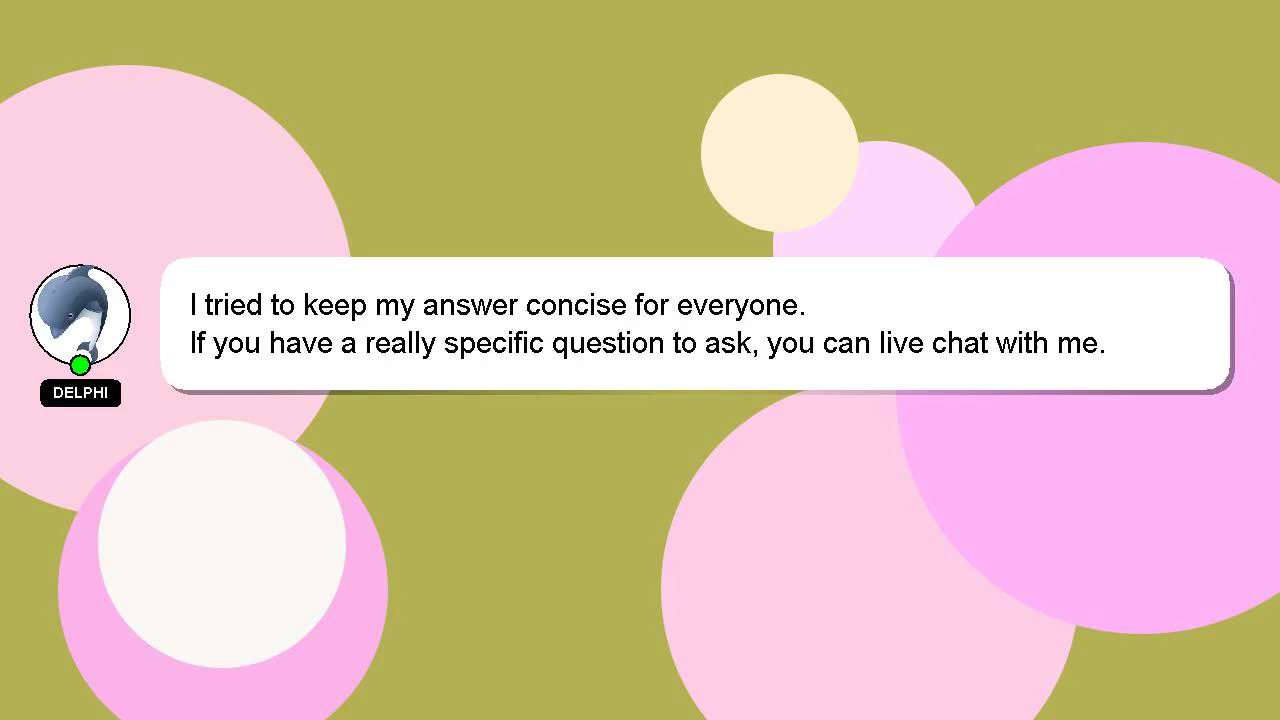 I tried to keep my answer concise for everyone.
If you have a really specific question to ask, you can live chat with me.
DELPHI